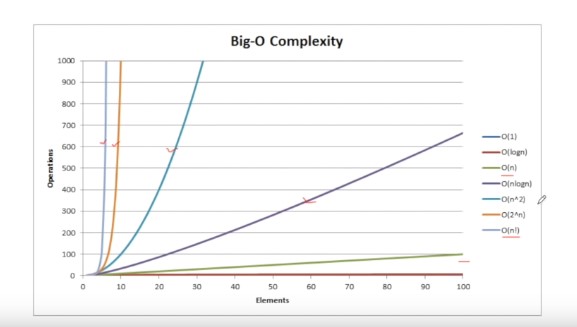 Big-O Complexity
1000
900
800
700
600
500
400
300
200
100
0
Operations
0 10 20 30 40 50 60 70 80 90 100
Elements
O(1)
O(logn)
O(n)
O(nlogn)
O(n^2)
O(2^n)
O(n!)